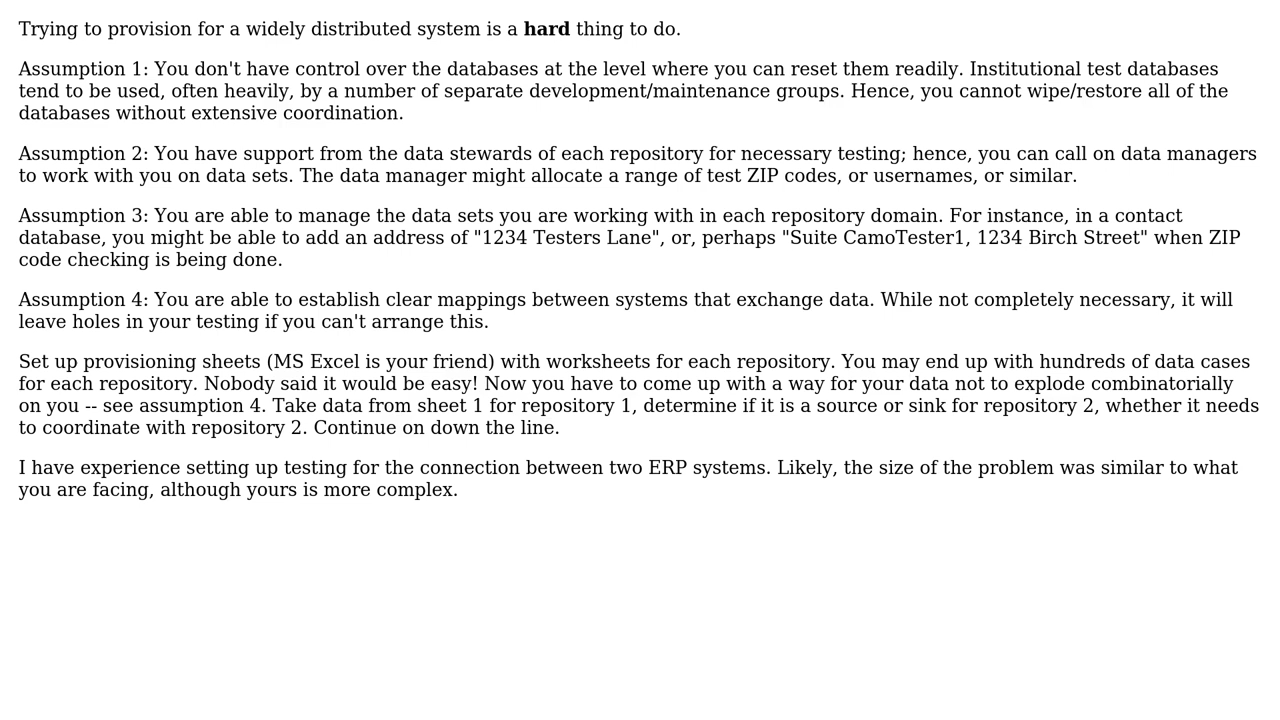 Trying to provision for a widely distributed system is a hard thing to do.
Assumption 1: You don't have control over the databases at the level where you can reset them readily. Institutional test databases
tend to be used, often heavily, by a number of separate development/maintenance groups. Hence, you cannot wipe/restore all of the
databases without extensive coordination.
Assumption 2: You have support from the data stewards of each repository for necessary testing; hence, you can call on data managers
to work with you on data sets. The data manager might allocate a range of test ZIP codes, or usernames, or similar.
Assumption 3: You are able to manage the data sets you are working with in each repository domain. For instance, in a contact
database, you might be able to add an address of "1234 Testers Lane", or, perhaps "Suite CamoTester1, 1234 Birch Street" when ZIP
code checking is being done.
Assumption 4: You are able to establish clear mappings between systems that exchange data. While not completely necessary, it will
leave holes in your testing if you can't arrange this.
Set up provisioning sheets (MS Excel is your friend) with worksheets for each repository. You may end up with hundreds of data cases
for each repository. Nobody said it would be easy! Now you have to come up with a way for your data not to explode combinatorially
on you -- see assumption 4. Take data from sheet 1 for repository 1, determine if it is a source or sink for repository 2, whether it needs
to coordinate with repository 2. Continue on down the line.
I have experience setting up testing for the connection between two ERP systems. Likely, the size of the problem was similar to what
you are facing, although yours is more complex.